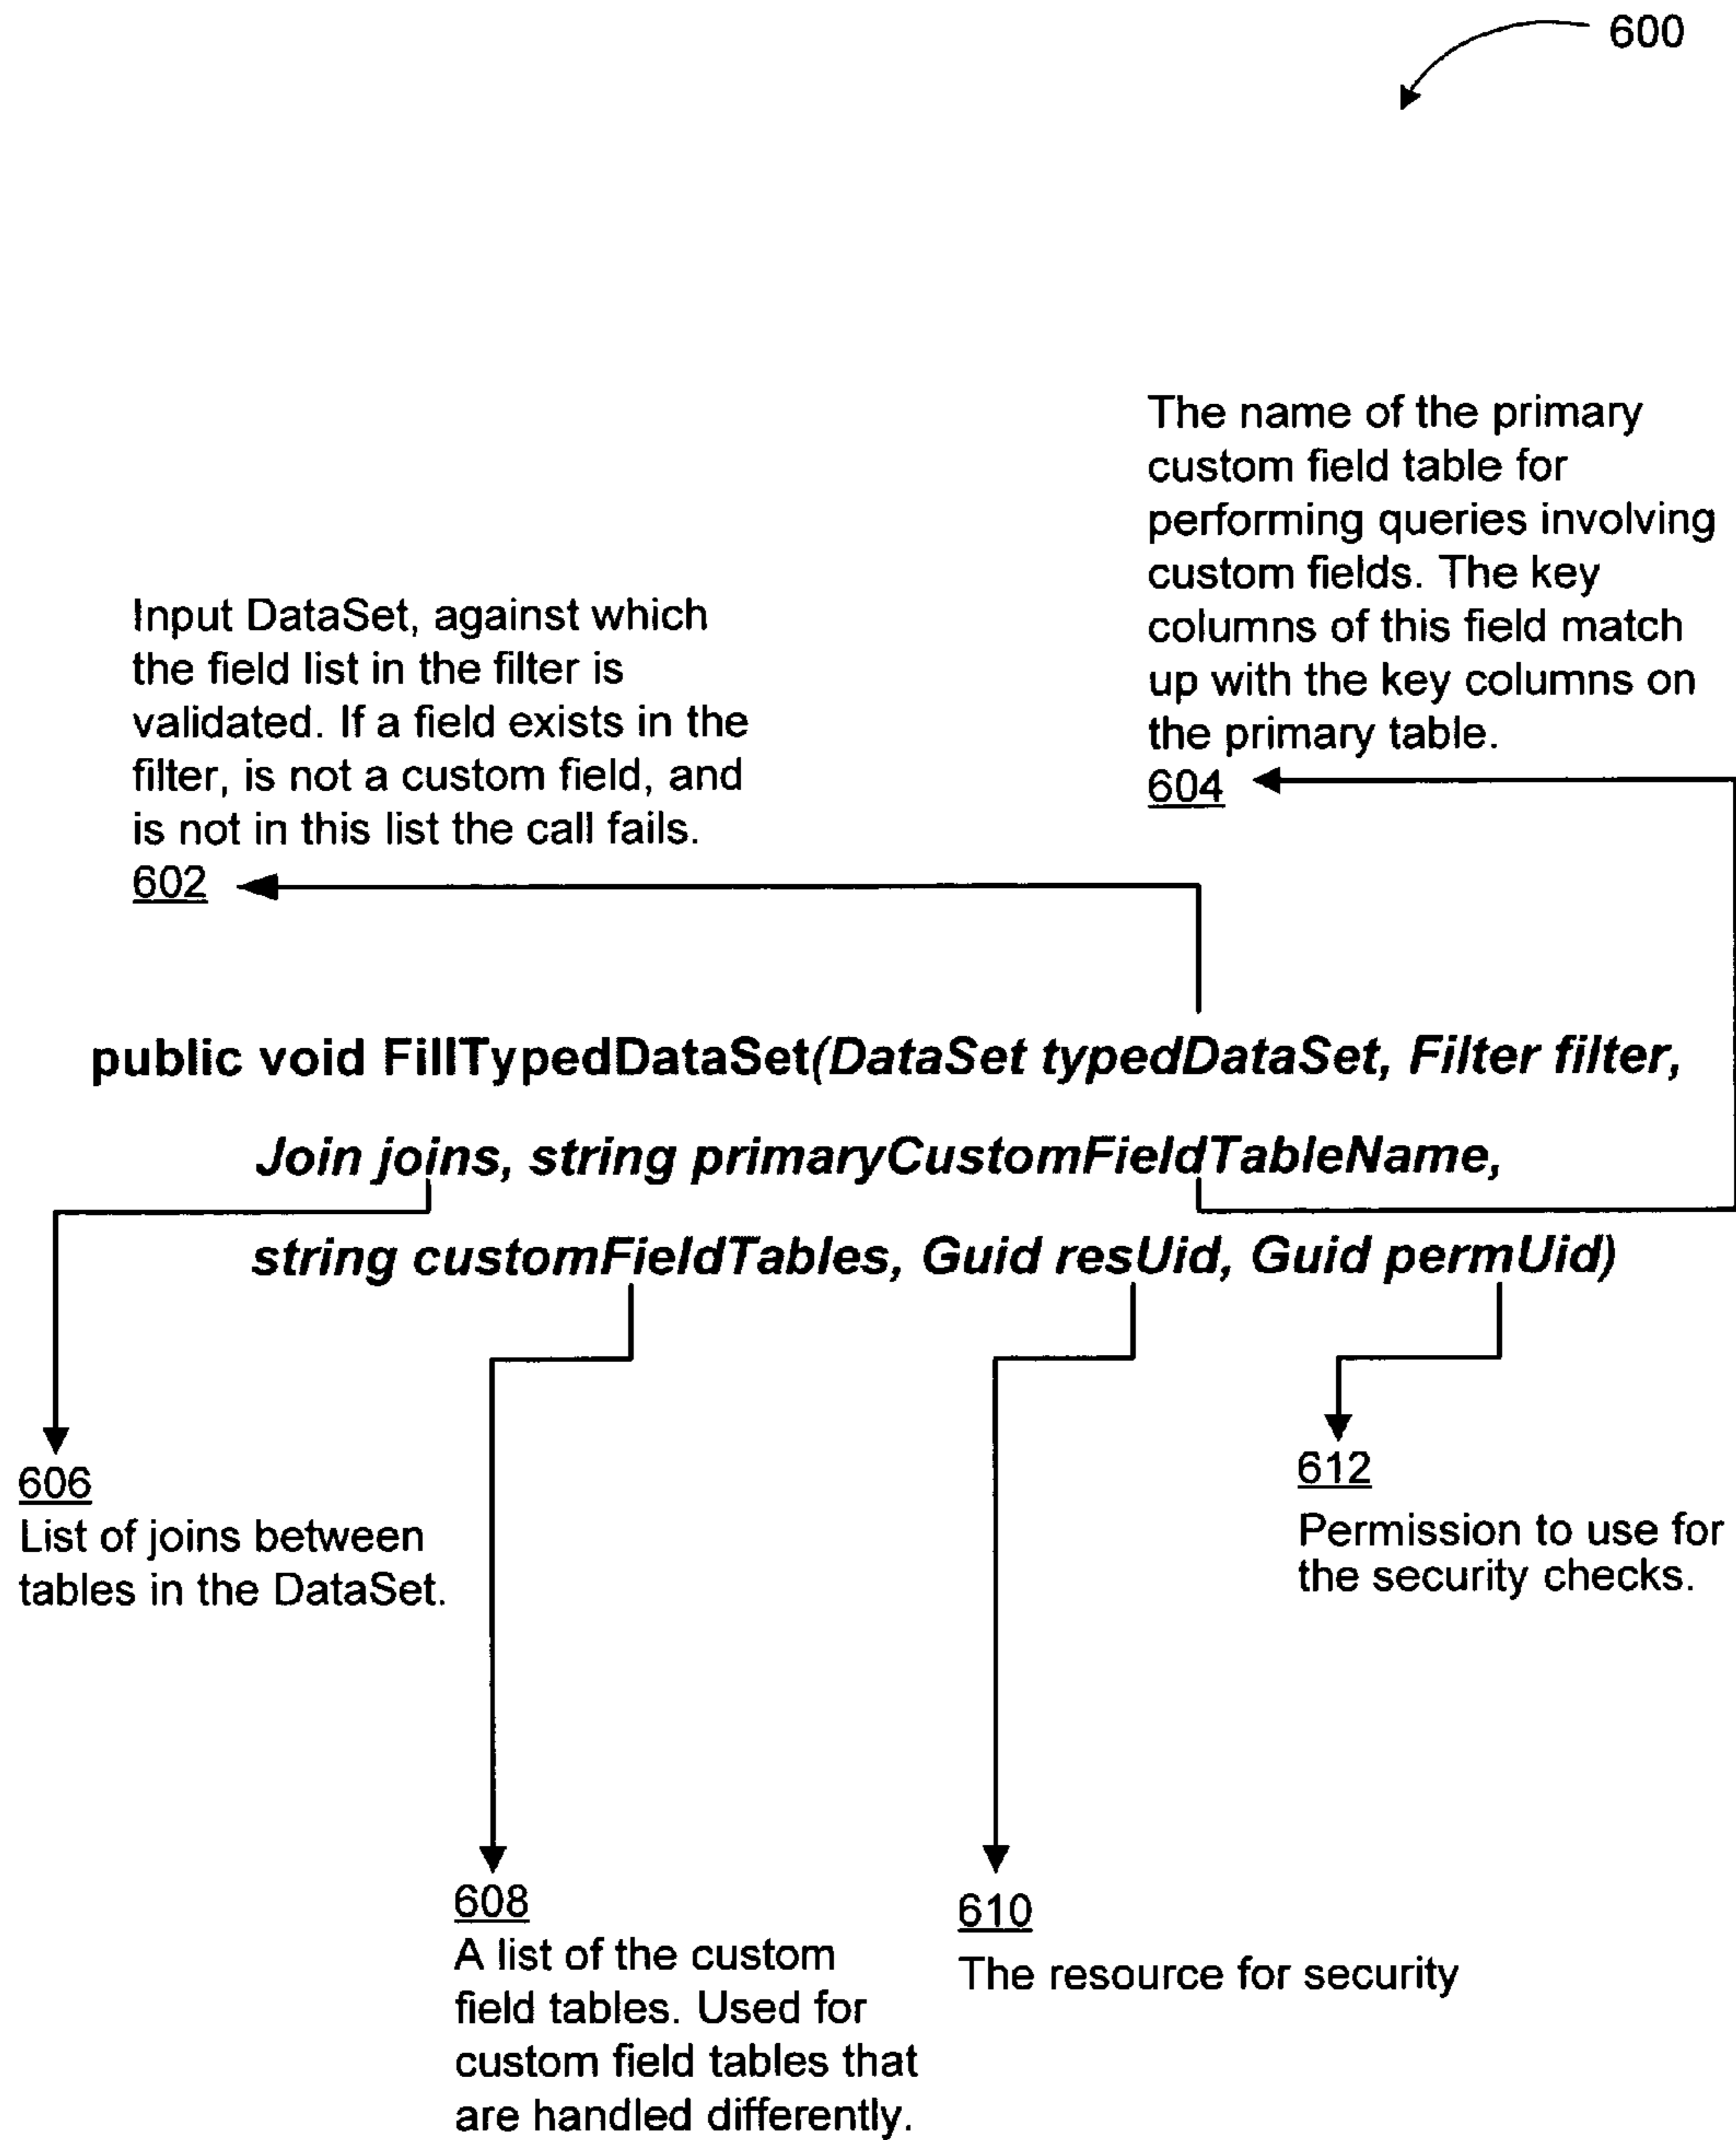 600
The name of the primary
custom field table for
performing queries involving
custom fields. The key
columns of this field match
up with the key columns on
the primary table.
604
Input DataSet, against which
the field list in the filter is
validated. If a field exists in the
filter, is not a custom field, and
is not in this list the call fails.
602
public void FillTypedDataSet(DataSet typedDataSet, Filter filter,
Join joins, string primaryCustomFieldTableName,
string customFieldTables, Guid resUid, Guid permUid)
606
List of joins between
tables in the DataSet.
612
Permission to use for
the security checks.
608
A list of the custom
field tables. Used for
custom field tables that
are handled differently.
610
The resource for security